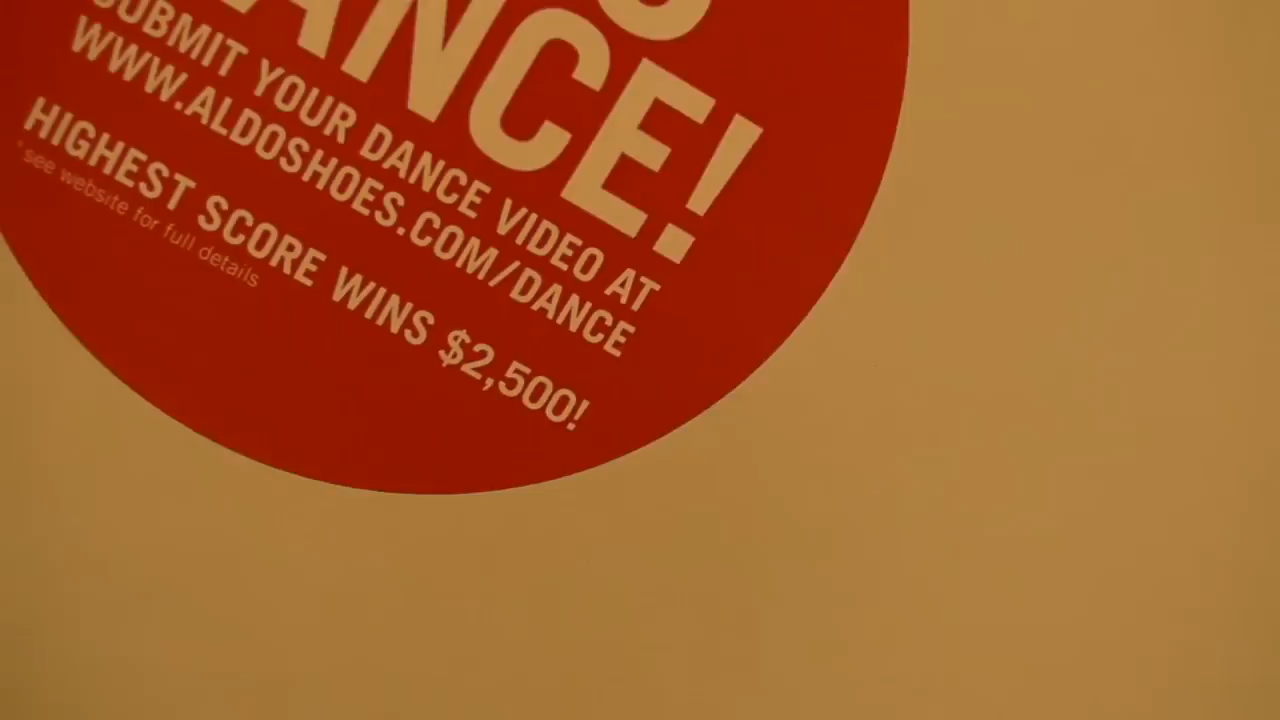 ANCE!
SUBMIT YOUR DANCE VIDEO AT
WWW.ALDOSHOES.COM/DANCE
HIGHEST SCORE WINS $2,500!
*see website for full details